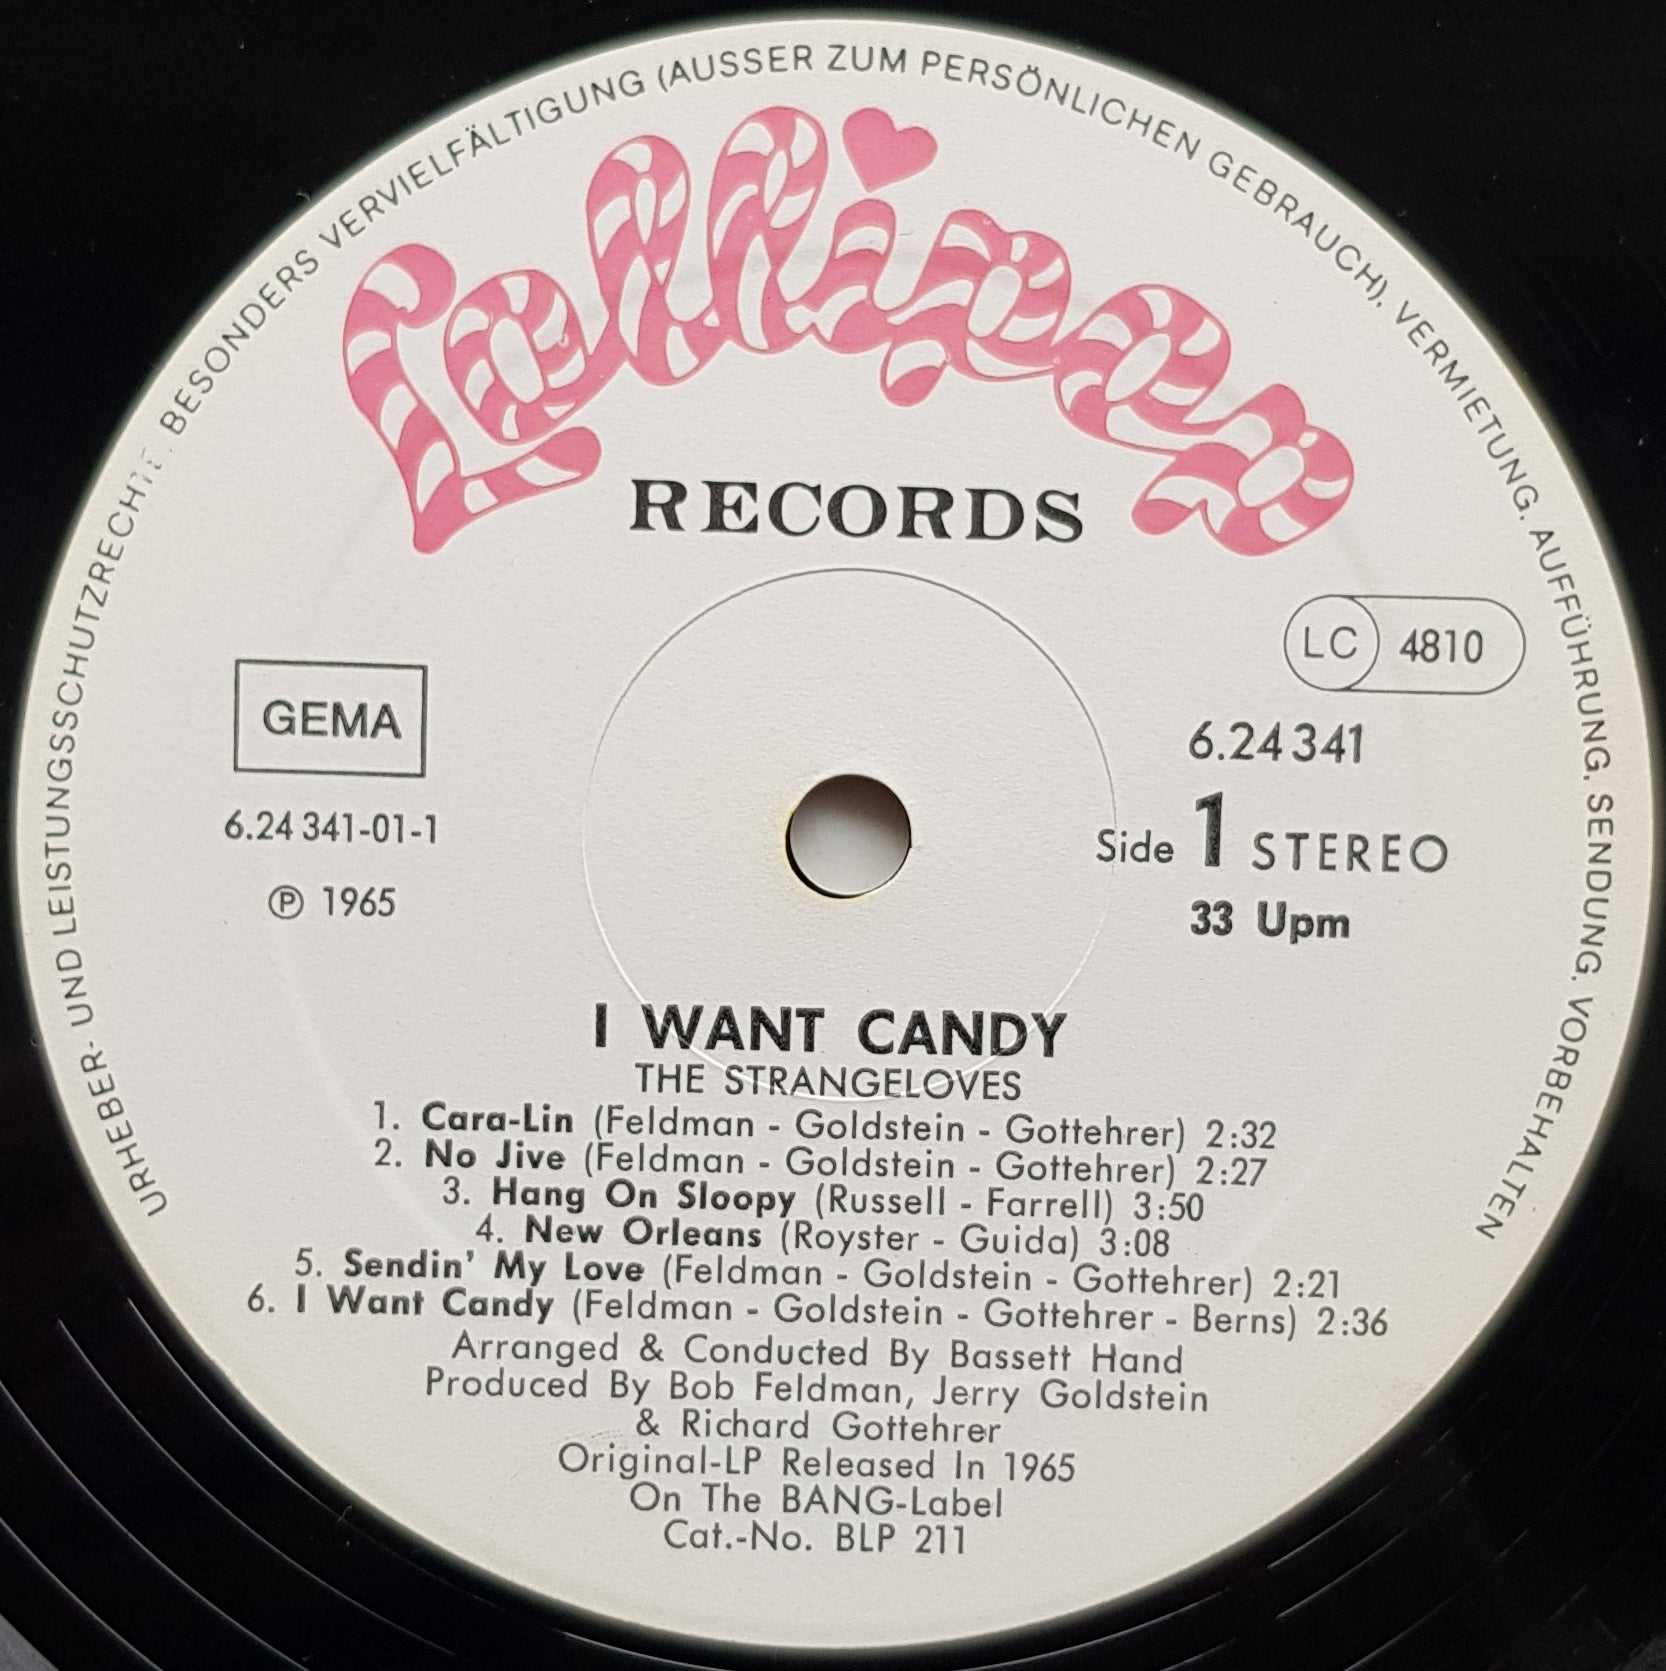 URHEBER- UND LEISTUNGSSCHUTZRECHTE. BESONDERS VERVIELFÄLTIGUNG (AUSSER ZUM PERSÖNLICHEN GEBRAUCH). VERMIETUNG. AUFFÜHRUNG. SENDUNG. VORBEHALTEN
Lollipop
RECORDS
LC 4810
GEMA
6.24 341
6.24 341-01-1
Side 1 STEREO
℗ 1965
33 Upm
I WANT CANDY
THE STRANGELOVES
1. Cara-Lin (Feldman - Goldstein - Gottehrer) 2:32
2. No Jive (Feldman - Goldstein - Gottehrer) 2:27
3. Hang On Sloopy (Russell - Farrell) 3:50
4. New Orleans (Royster - Guida) 3:08
5. Sendin' My Love (Feldman - Goldstein - Gottehrer) 2:21
6. I Want Candy (Feldman - Goldstein - Gottehrer - Berns) 2:36
Arranged & Conducted By Bassett Hand
Produced By Bob Feldman, Jerry Goldstein
& Richard Gottehrer
Original-LP Released In 1965
On The BANG-Label
Cat.-No. BLP 211